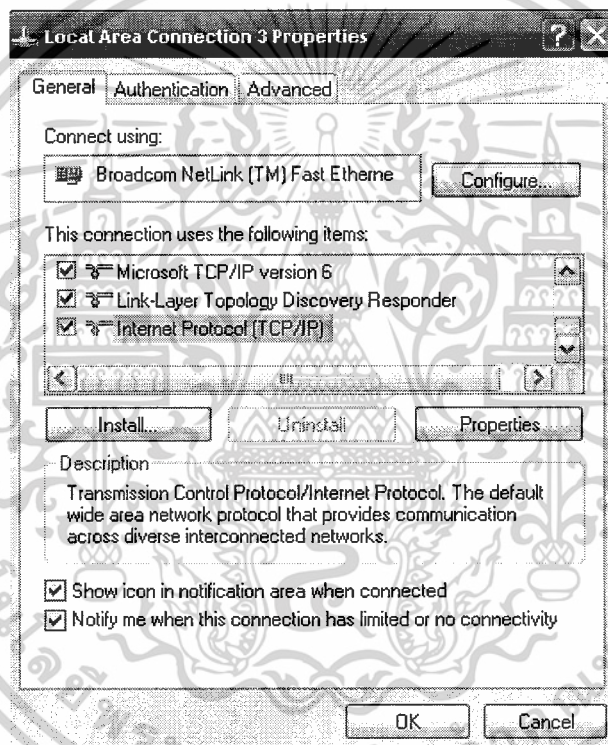 Local Area Connection 3 Properties
General Authentication Advanced
Connect using:
Broadcom NetLink (TM) Fast Etherne Configure...
This connection uses the following items:
Microsoft TCP/IP version 6
Link-Layer Topology Discovery Responder
Internet Protocol (TCP/IP)
Install... Uninstall Properties
Description
Transmission Control Protocol/Internet Protocol. The default
wide area network protocol that provides communication
across diverse interconnected networks.
Show icon in notification area when connected
Notify me when this connection has limited or no connectivity
OK Cancel